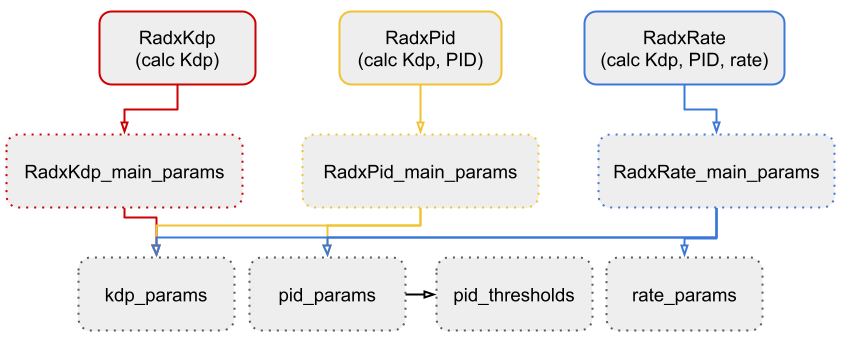 RadxKdp
(calc Kdp)
RadxPid
(calc Kdp, PID)
RadxRate
(calc Kdp, PID, rate)
RadxKdp_main_params
RadxPid_main_params
RadxRate_main_params
kdp_params
pid_params
pid_thresholds
rate_params